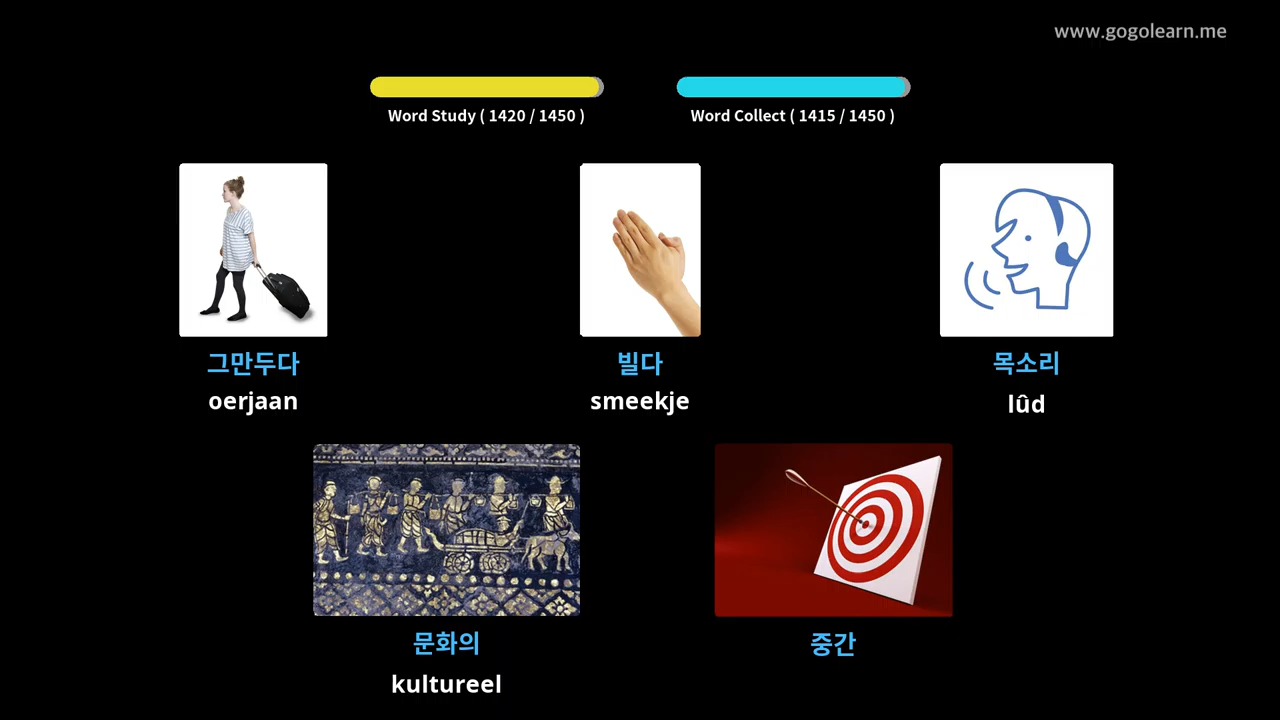 www.gogolearn.me
Word Study ( 1420 / 1450 )
Word Collect ( 1415 / 1450 )
그만두다
oerjaan
빌다
smeekje
목소리
lûd
문화의
kultureel
중간